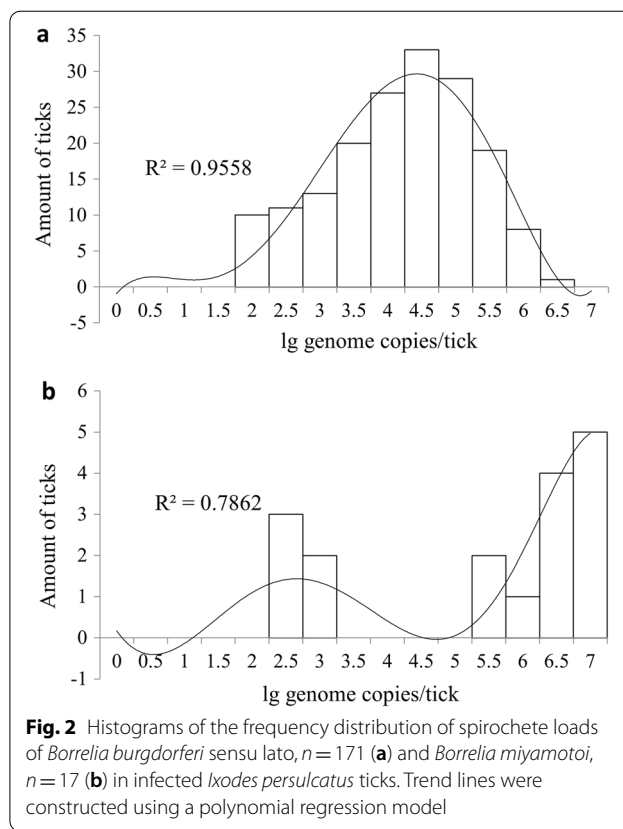 a
35
30
25
20
15
10
5
0
-5
Amount of ticks
R² = 0.9558
0 0.5 1 1.5 2 2.5 3 3.5 4 4.5 5 5.5 6 6.5 7
lg genome copies/tick
b
6
5
4
3
2
1
0
-1
Amount of ticks
R² = 0.7862
0 0.5 1 1.5 2 2.5 3 3.5 4 4.5 5 5.5 6 6.5 7
lg genome copies/tick
Fig. 2 Histograms of the frequency distribution of spirochete loads
of Borrelia burgdorferi sensu lato, n = 171 (a) and Borrelia miyamotoi,
n = 17 (b) in infected Ixodes persulcatus ticks. Trend lines were
constructed using a polynomial regression model